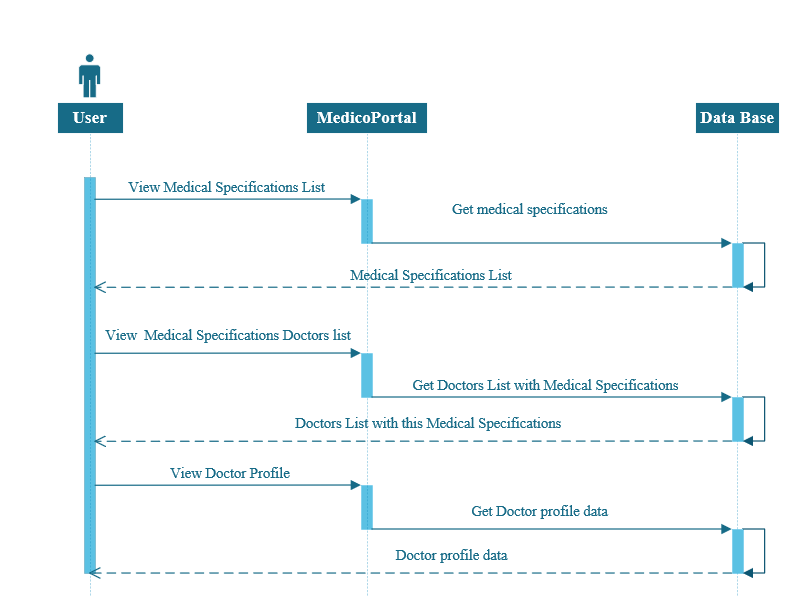 User
MedicoPortal
Data Base
View Medical Specifications List
Get medical specifications
Medical Specifications List
View  Medical Specifications Doctors list
Get Doctors List with Medical Specifications
Doctors List with this Medical Specifications
View Doctor Profile
Get Doctor profile data
Doctor profile data